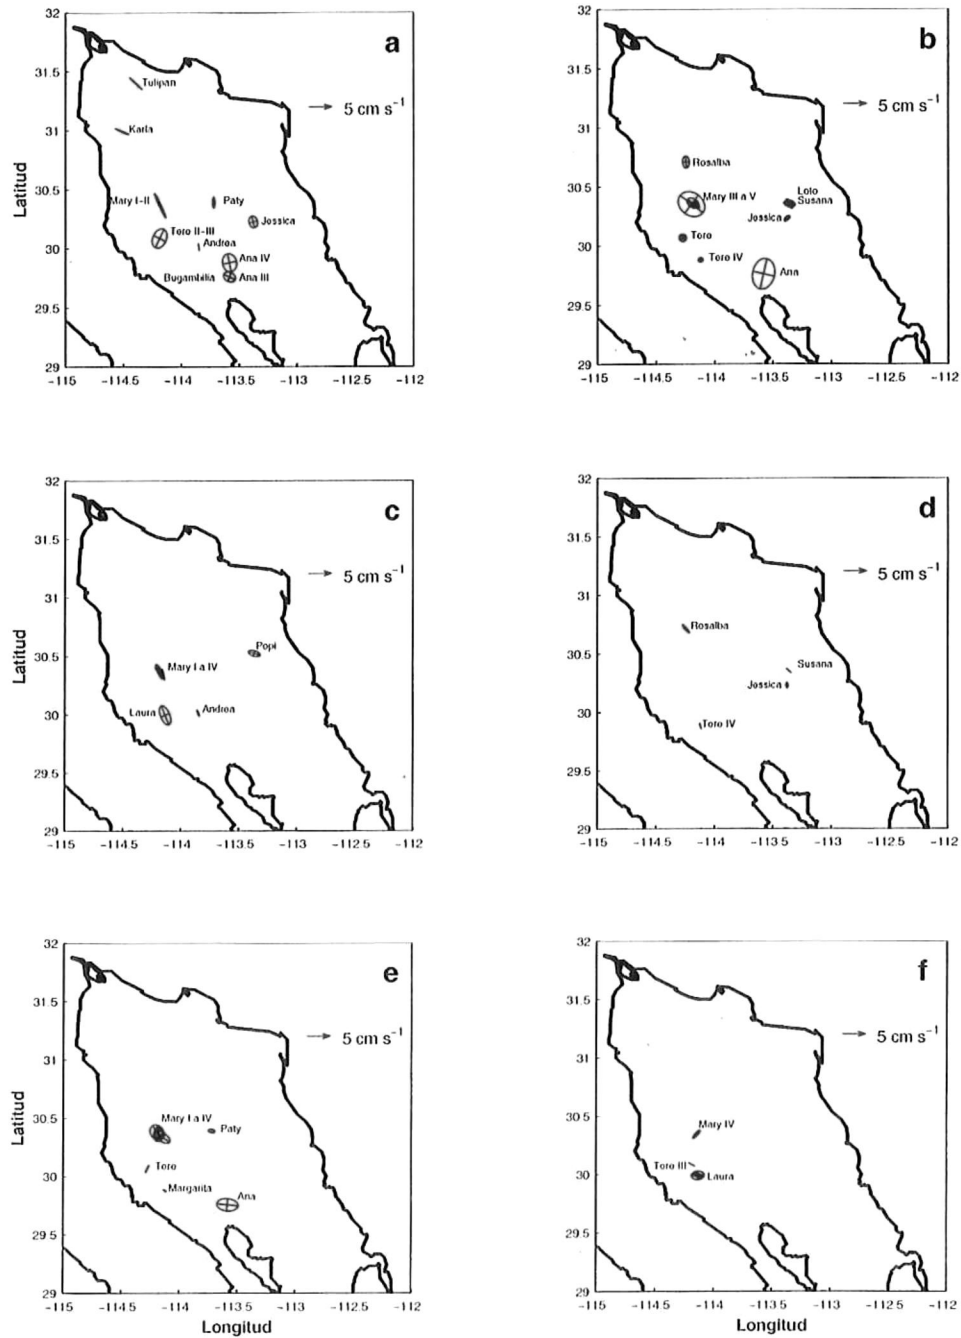 32
a
31.5
Tulipan
5 cm s⁻¹
31
Karla
Latitud
30.5
Mary I-II
Paty
Toro II-III
Jessica
30
Andrea
Ana IV
Bugambilia
Ana III
29.5
29
-115 -114.5 -114 -113.5 -113 -112.5 -112
32
b
31.5
5 cm s⁻¹
31
Rosalba
30.5
Mary III a V
Lolo
Susana
Jessica
Toro
30
Toro IV
Ana
29.5
29
-115 -114.5 -114 -113.5 -113 -112.5 -112
32
c
31.5
5 cm s⁻¹
31
Latitud
Popi
30.5
Mary I a IV
Laura
Andrea
30
29.5
29
-115 -114.5 -114 -113.5 -113 -112.5 -112
32
d
31.5
5 cm s⁻¹
31
Rosalba
30.5
Susana
Jessica
30
Toro IV
29.5
29
-115 -114.5 -114 -113.5 -113 -112.5 -112
32
e
31.5
5 cm s⁻¹
31
Latitud
30.5
Mary I a IV
Paty
Toro
30
Margarita
Ana
29.5
29
-115 -114.5 -114 -113.5 -113 -112.5 -112
Longitud
32
f
31.5
5 cm s⁻¹
31
30.5
Mary IV
Toro III
30
Laura
29.5
29
-115 -114.5 -114 -113.5 -113 -112.5 -112
Longitud